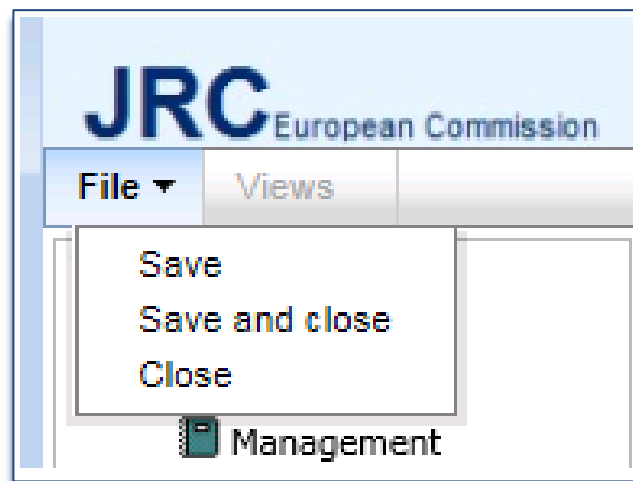 JRC European Commission
File Views
Save
Save and close
Close
Management